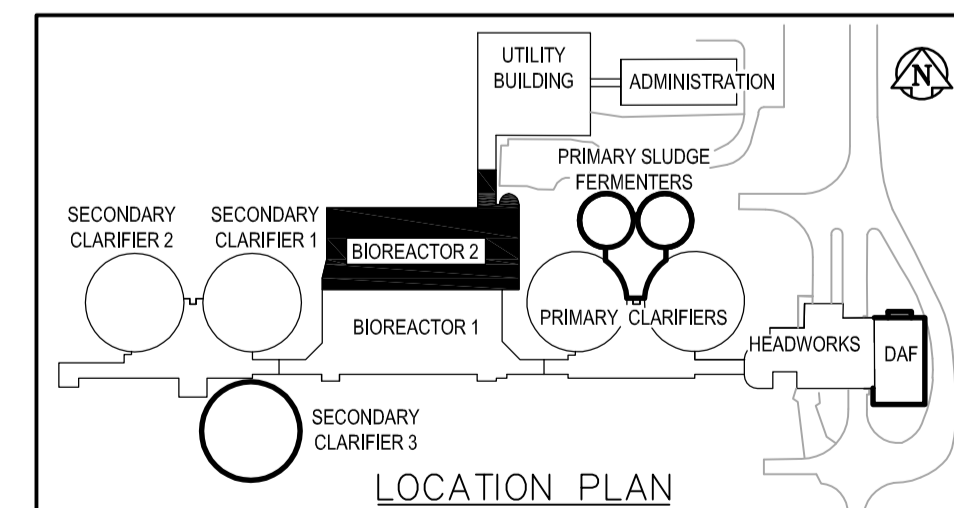 UTILITY
BUILDING
ADMINISTRATION
N
PRIMARY SLUDGE
FERMENTERS
SECONDARY
CLARIFIER 2
SECONDARY
CLARIFIER 1
BIOREACTOR 2
BIOREACTOR 1
PRIMARY CLARIFIERS
HEADWORKS
DAF
SECONDARY
CLARIFIER 3
LOCATION PLAN